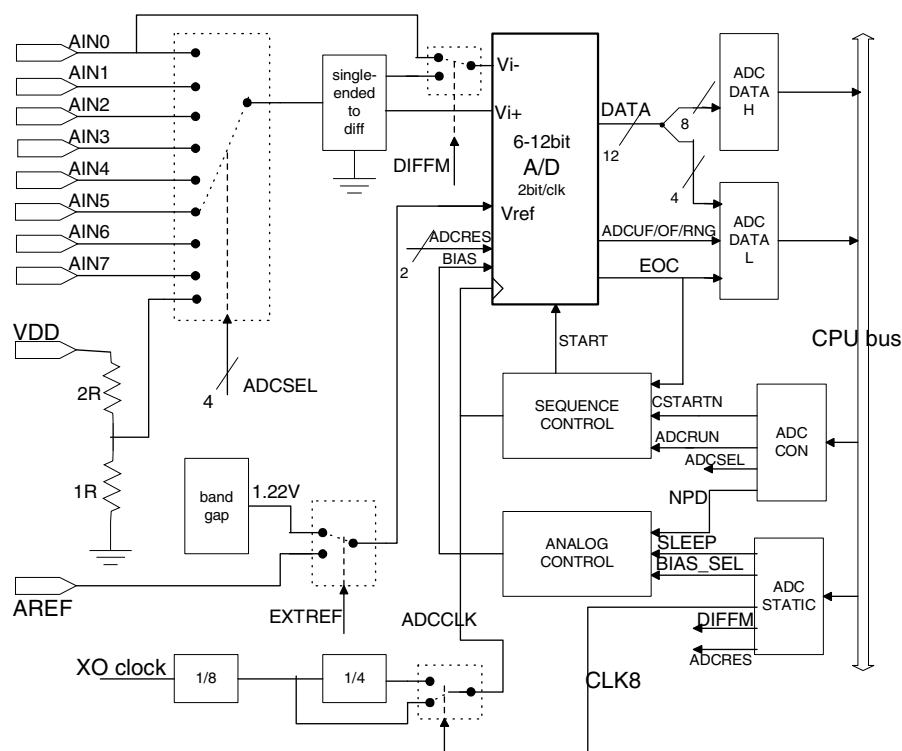 AIN0
AIN1
AIN2
AIN3
AIN4
AIN5
AIN6
AIN7
VDD
2R
1R
4
ADCSEL
single-
ended
to
diff
DIFFM
Vi-
Vi+
6-12bit
A/D
2bit/clk
Vref
ADCRES
2
BIAS
DATA
12
8
4
ADC
DATA
H
ADCUF/OF/RNG
ADC
DATA
L
EOC
CPU bus
START
SEQUENCE
CONTROL
CSTARTN
ADCRUN
ADCSEL
ADC
CON
NPD
band
gap
1.22V
AREF
EXTREF
ANALOG
CONTROL
SLEEP
BIAS_SEL
ADC
STATIC
DIFFM
ADCRES
ADCCLK
XO clock
1/8
1/4
CLK8